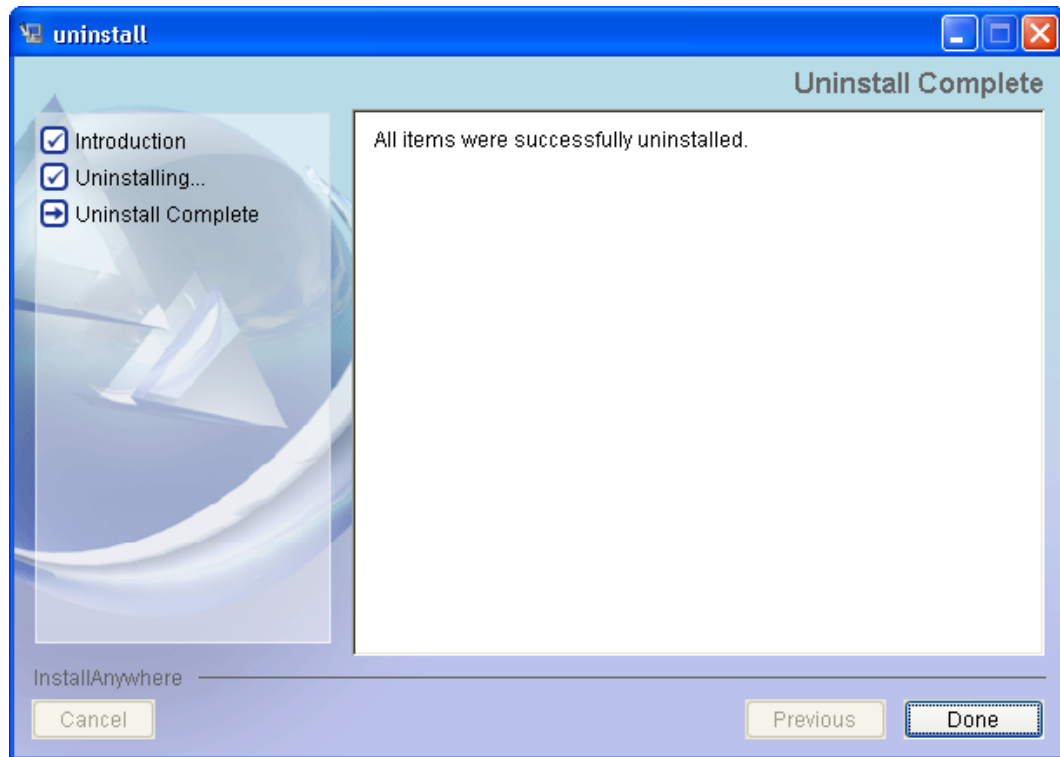 uninstall
Uninstall Complete
Introduction
Uninstalling...
Uninstall Complete
All items were successfully uninstalled.
InstallAnywhere
Cancel
Previous
Done